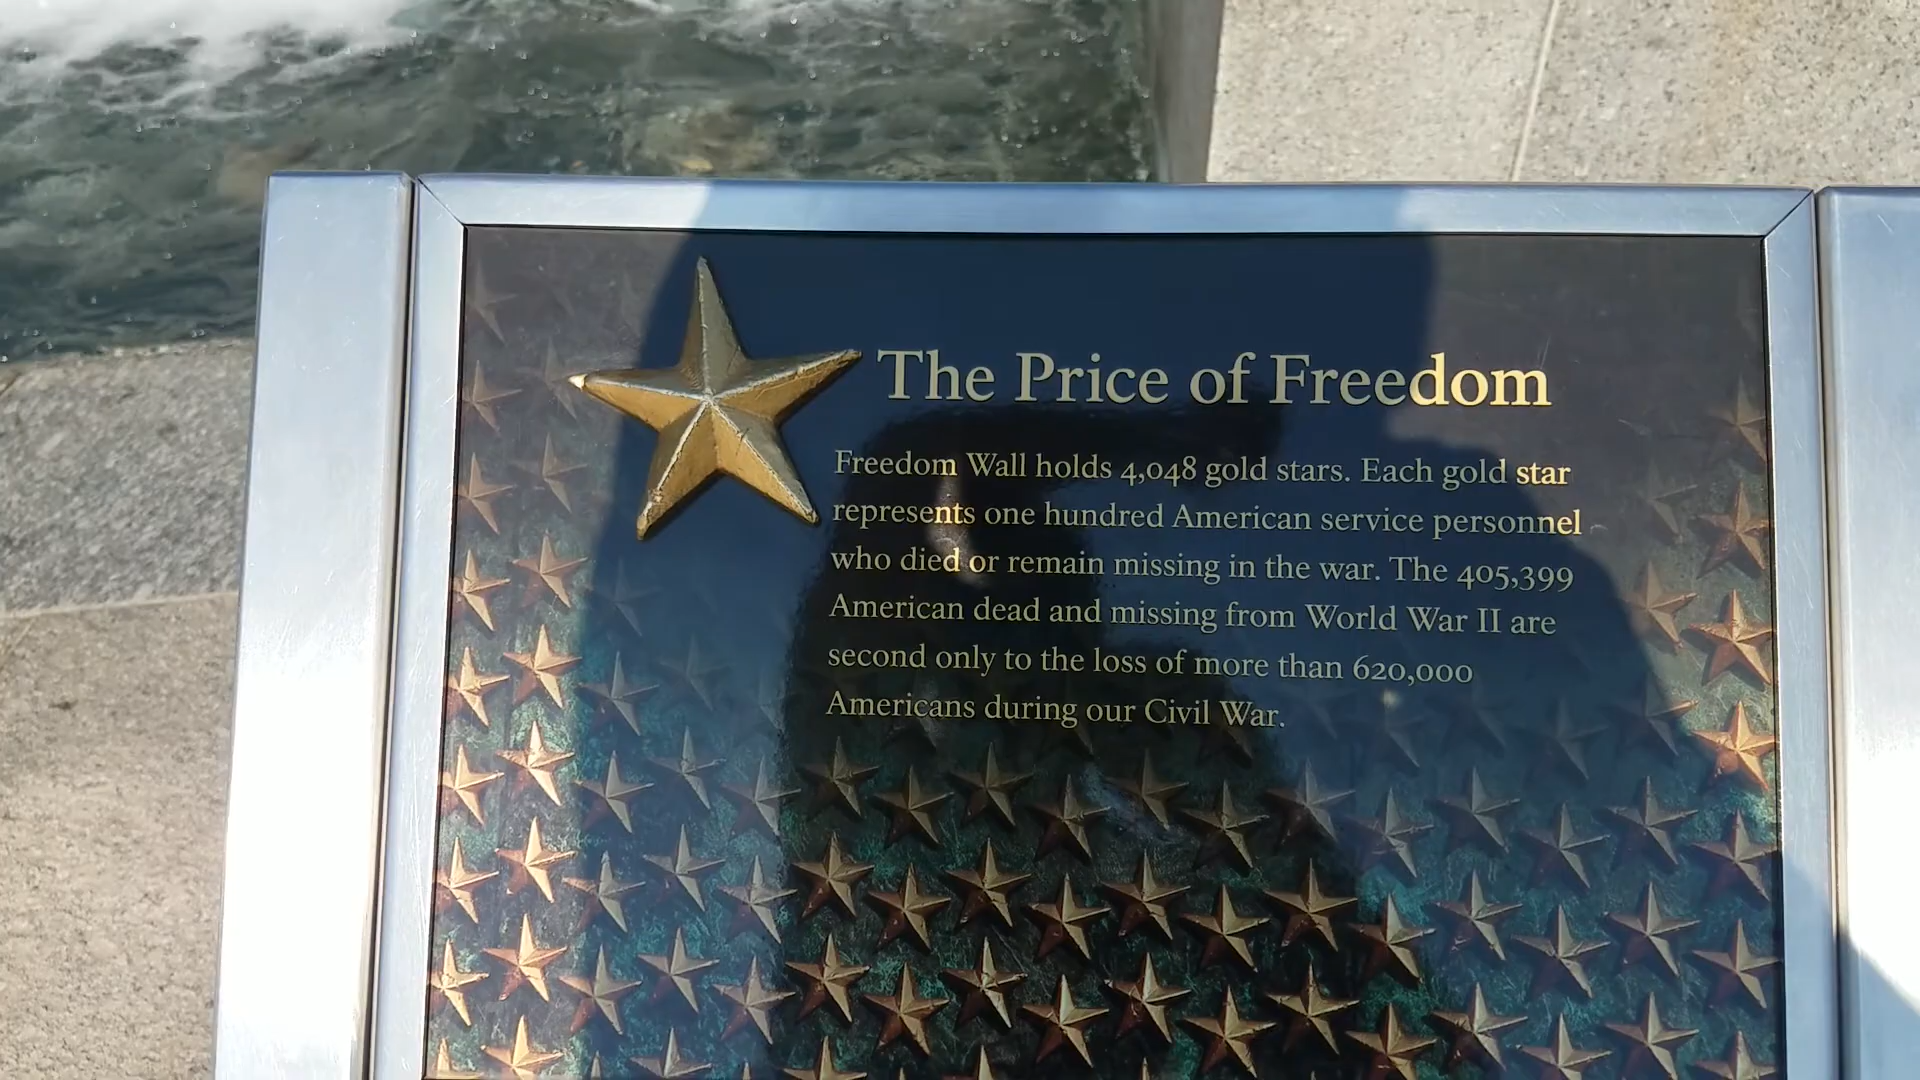 The Price of Freedom
Freedom Wall holds 4,048 gold stars. Each gold star
represents one hundred American service personnel
who died or remain missing in the war. The 405,399
American dead and missing from World War II are
second only to the loss of more than 620,000
Americans during our Civil War.